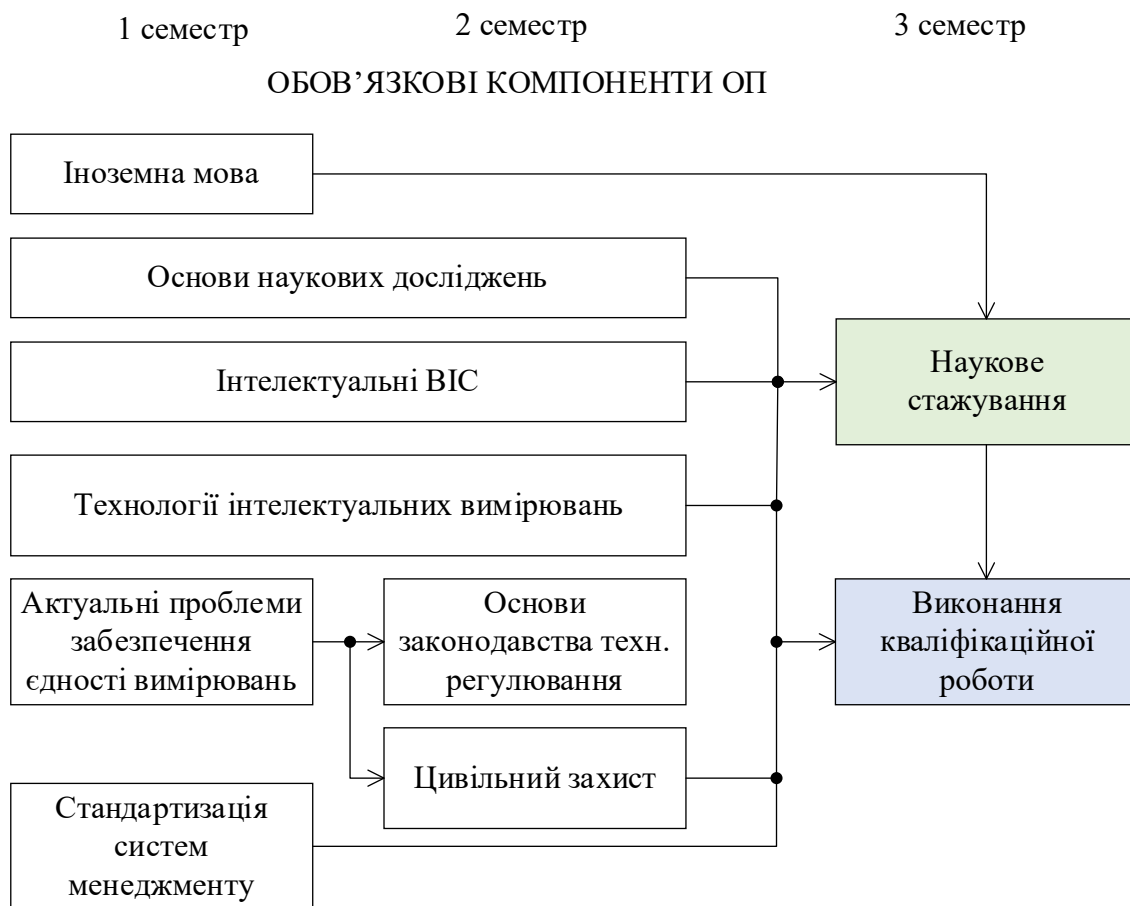 1 семестр
2 семестр
3 семестр
ОБОВ’ЯЗКОВІ КОМПОНЕНТИ ОП
Іноземна мова
Основи наукових досліджень
Інтелектуальні ВІС
Наукове
стажування
Технології інтелектуальних вимірювань
Актуальні проблеми
забезпечення
єдності вимірювань
Основи
законодавства техн.
регулювання
Виконання
кваліфікаційної
роботи
Цивільний захист
Стандартизація
систем
менеджменту